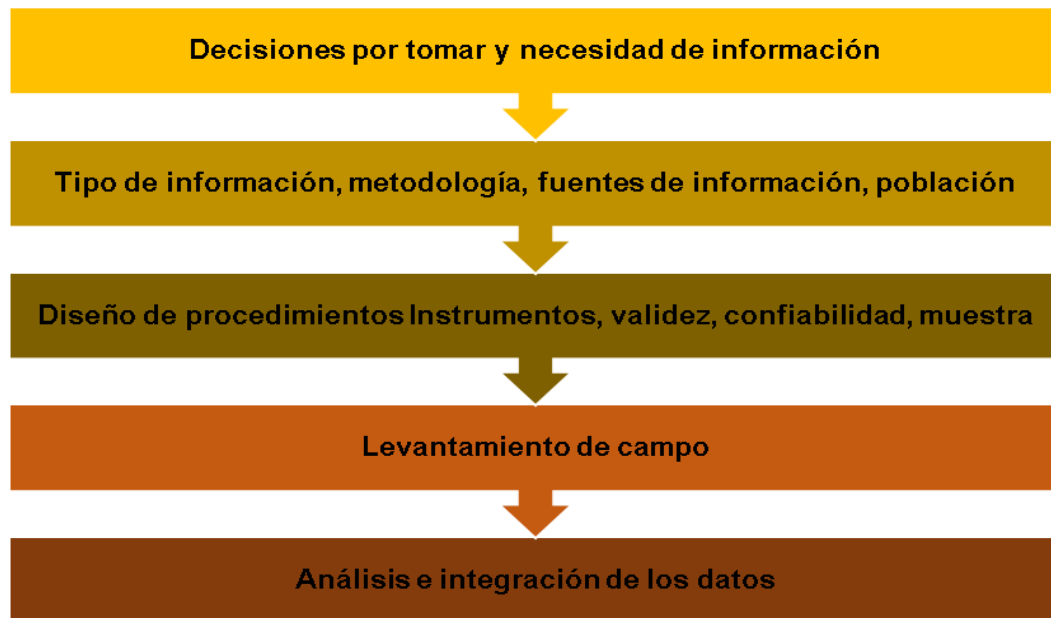 Decisiones por tomar y necesidad de información
Tipo de información, metodología, fuentes de información, población
Diseño de procedimientos Instrumentos, validez, confiabilidad, muestra
Levantamiento de campo
Análisis e integración de los datos